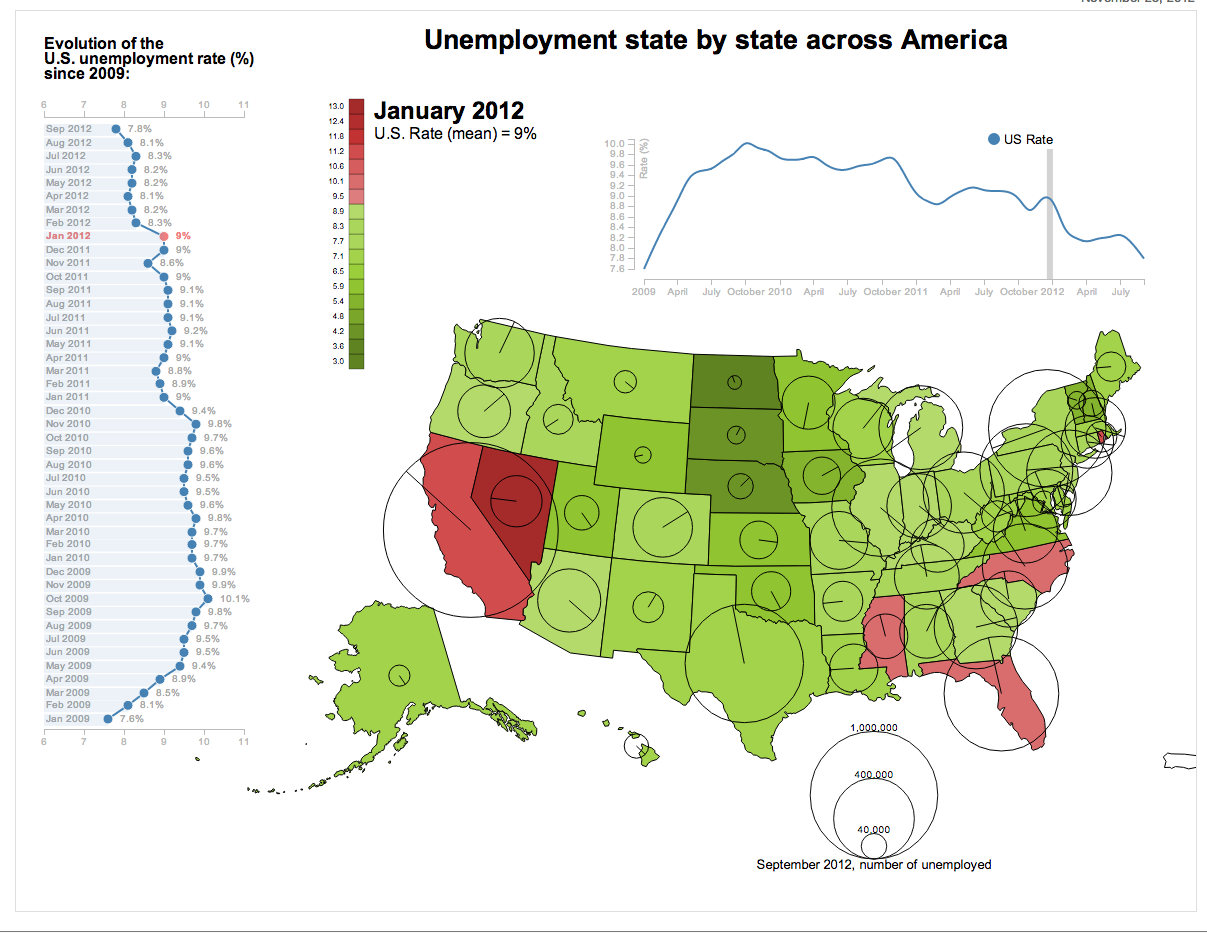 November 28, 2012
Unemployment state by state across America
Evolution of the
U.S. unemployment rate (%)
since 2009:
6 7 8 9 10 11
Sep 2012 7.8%
Aug 2012 8.1%
Jul 2012 8.3%
Jun 2012 8.2%
May 2012 8.2%
Apr 2012 8.1%
Mar 2012 8.2%
Feb 2012 8.3%
Jan 2012 9%
Dec 2011 9%
Nov 2011 8.6%
Oct 2011 9%
Sep 2011 9.1%
Aug 2011 9.1%
Jul 2011 9.1%
Jun 2011 9.2%
May 2011 9.1%
Apr 2011 9%
Mar 2011 8.8%
Feb 2011 8.9%
Jan 2011 9%
Dec 2010 9.4%
Nov 2010 9.8%
Oct 2010 9.7%
Sep 2010 9.6%
Aug 2010 9.6%
Jul 2010 9.5%
Jun 2010 9.5%
May 2010 9.6%
Apr 2010 9.8%
Mar 2010 9.7%
Feb 2010 9.7%
Jan 2010 9.7%
Dec 2009 9.9%
Nov 2009 9.9%
Oct 2009 10.1%
Sep 2009 9.8%
Aug 2009 9.7%
Jul 2009 9.5%
Jun 2009 9.5%
May 2009 9.4%
Apr 2009 8.9%
Mar 2009 8.5%
Feb 2009 8.1%
Jan 2009 7.6%
6 7 8 9 10 11
13.0
12.4
11.8
11.2
10.6
10.1
9.5
8.9
8.3
7.7
7.1
6.5
5.9
5.4
4.8
4.2
3.6
3.0
January 2012
U.S. Rate (mean) = 9%
US Rate
Rate (%)
10.0
9.8
9.6
9.4
9.2
9.0
8.8
8.6
8.4
8.2
8.0
7.8
7.6
2009 April July October 2010 April July October 2011 April July October 2012 April July
1,000,000
400,000
40,000
September 2012, number of unemployed